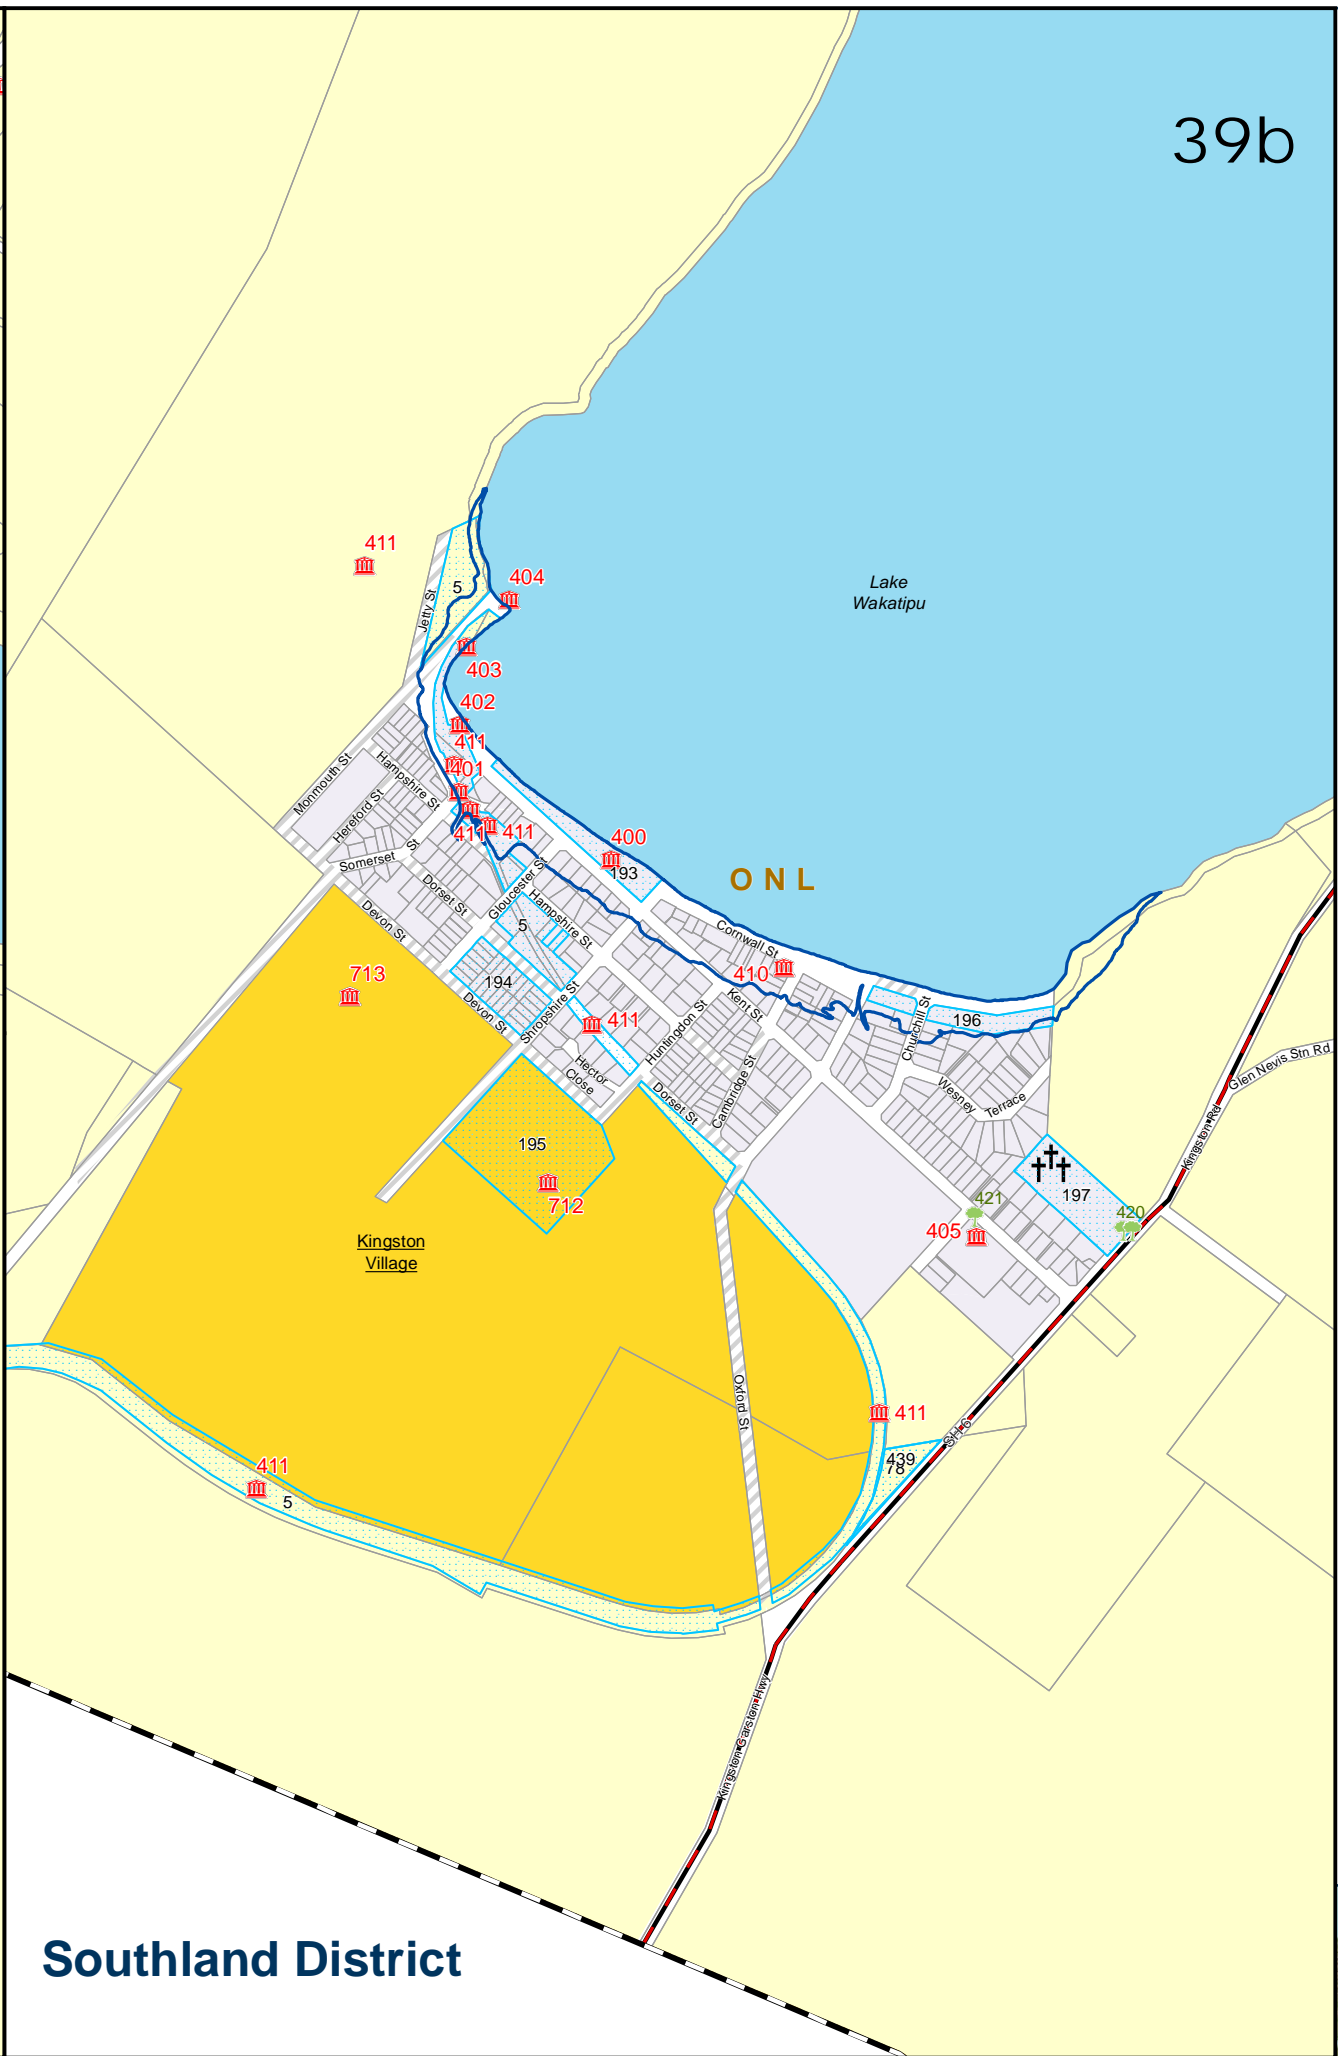 39b
411
404
5
Jetty St
Lake
Wakatipu
403
402
411
401
Monmouth St
Hampshire St
Hereford St
411
411
400
193
Somerset
St
Gloucester St
O N L
Dorset St
Devon St
Hampshire St
5
Cornwall St
410
713
194
Devon St
Shropshire St
411
Huntingdon St
Kent St
Churchill St
196
Hector
Close
Cambridge St
Dorset St
Wesney
Terrace
Glen Nevis Stn Rd
Kingston Rd
195
712
197
421
420
405
Kingston
Village
Oxford St
411
SH 6
439
78
411
5
Kingston Garston Hwy
Southland District